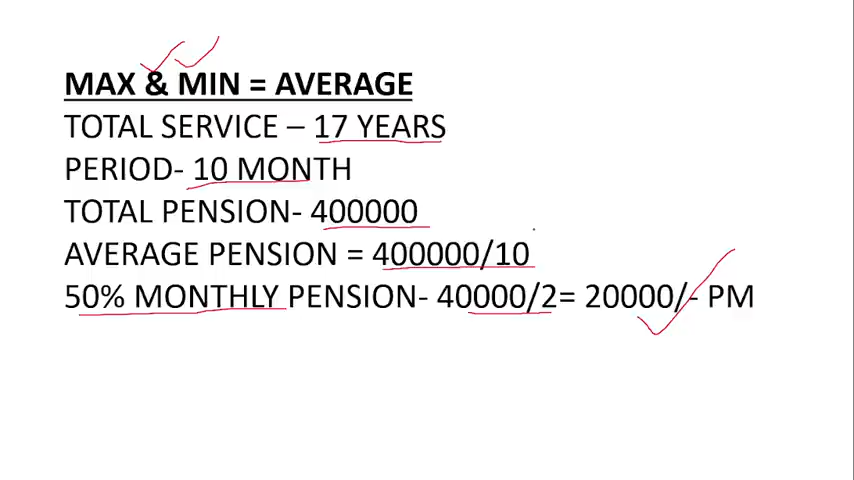 MAX & MIN = AVERAGE
TOTAL SERVICE – 17 YEARS
PERIOD- 10 MONTH
TOTAL PENSION- 400000
AVERAGE PENSION = 400000/10
50% MONTHLY PENSION- 40000/2= 20000/- PM